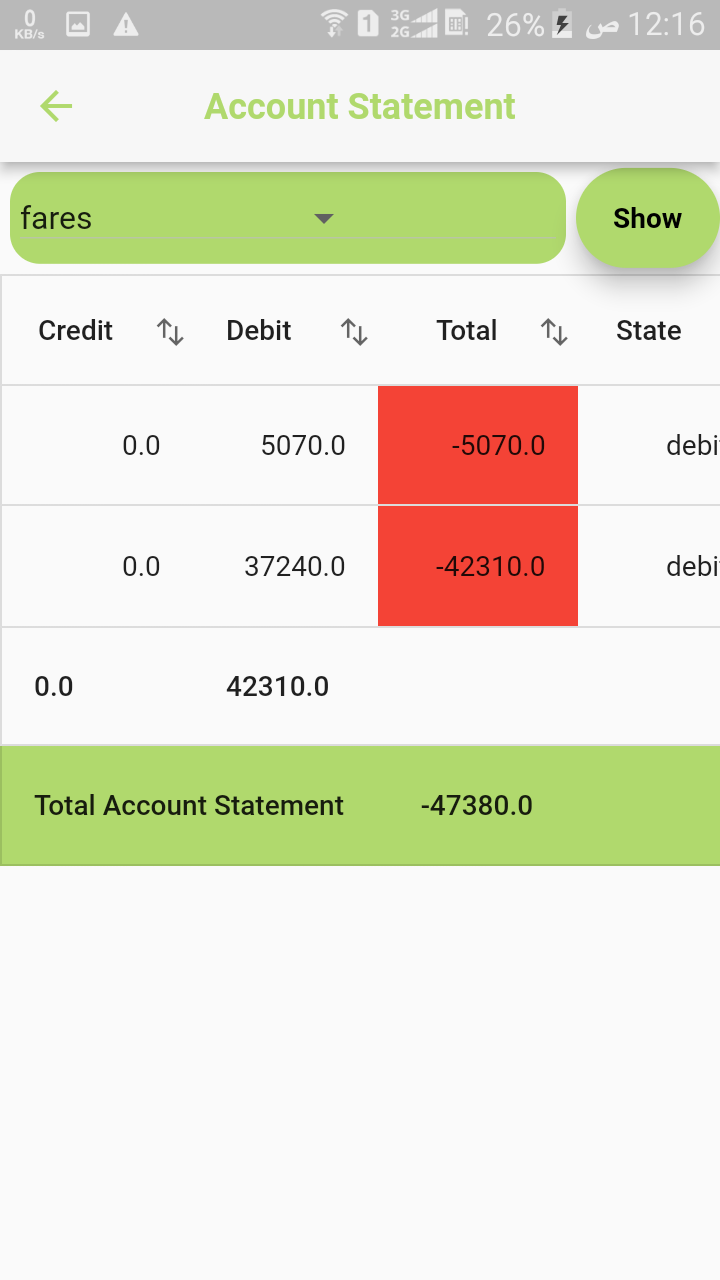 0 KB/s 1 3G 2G 26% ص 12:16
Account Statement
fares Show
Credit Debit Total State
0.0 5070.0 -5070.0 debi
0.0 37240.0 -42310.0 debi
0.0 42310.0
Total Account Statement -47380.0